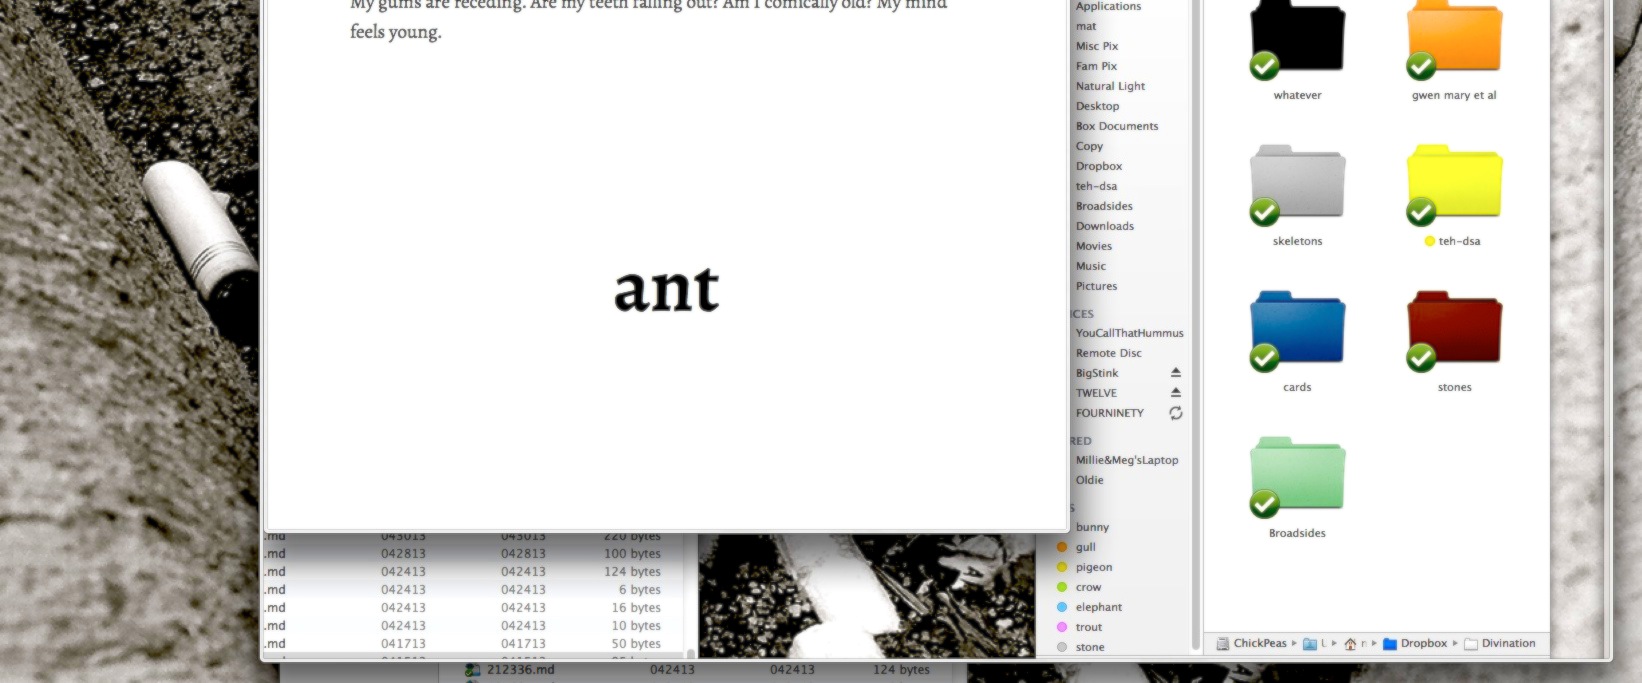 My gums are receding. Are my teeth falling out? Am I comically old? My mind
feels young.
ant
Applications
mat
Misc Pix
Fam Pix
Natural Light
Desktop
Box Documents
Copy
Dropbox
teh-dsa
Broadsides
Downloads
Movies
Music
Pictures
ICES
YouCallThatHummus
Remote Disc
BigStink
TWELVE
FOURNINETY
RED
Millie&Meg'sLaptop
Oldie
S
bunny
gull
pigeon
crow
elephant
trout
stone
whatever
gwen mary et al
skeletons
teh-dsa
cards
stones
Broadsides
ChickPeas L n Dropbox Divination
.md 043013 043013 220 bytes
.md 042813 042813 100 bytes
.md 042413 042413 124 bytes
.md 042413 042413 6 bytes
.md 042413 042413 16 bytes
.md 042413 042413 10 bytes
.md 041713 041713 50 bytes
212336.md 042413 042413 124 bytes